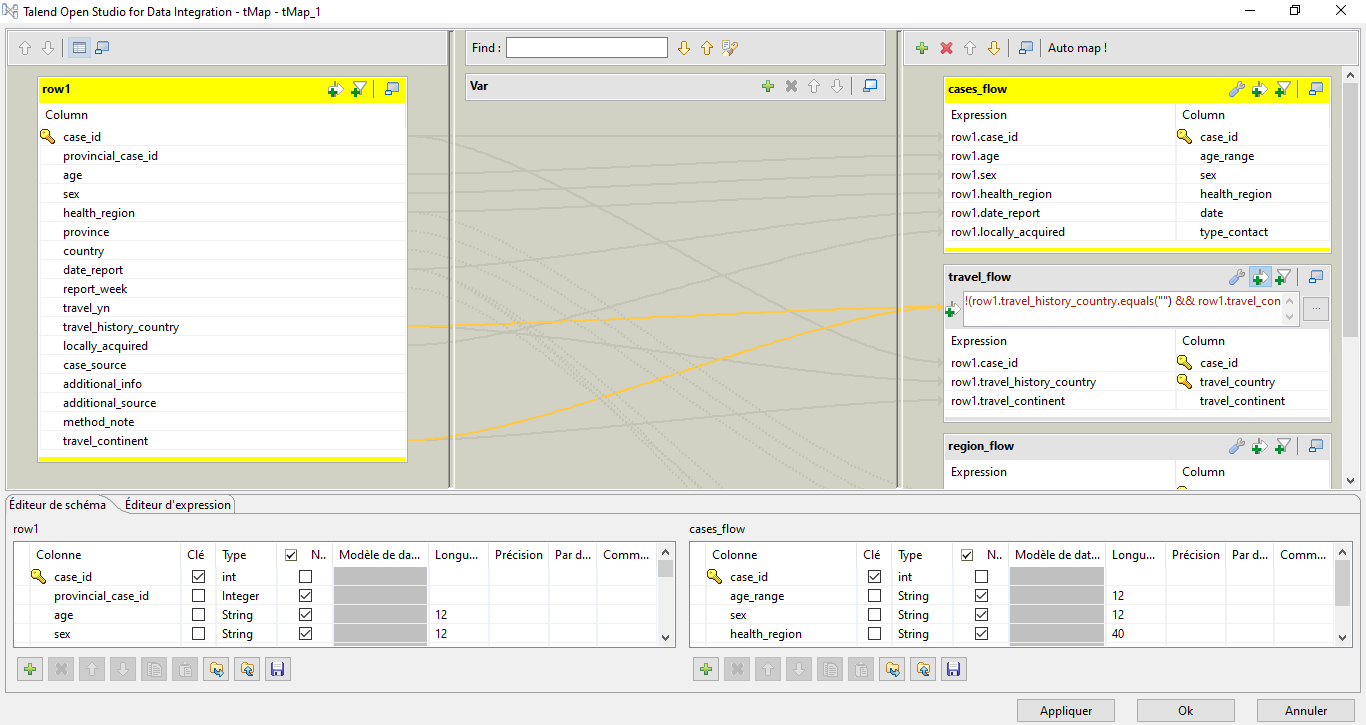 Talend Open Studio for Data Integration - tMap - tMap_1
Find :
Auto map !
row1
Column
case_id
provincial_case_id
age
sex
health_region
province
country
date_report
report_week
travel_yn
travel_history_country
locally_acquired
case_source
additional_info
additional_source
method_note
travel_continent
Var
cases_flow
Expression Column
row1.case_id case_id
row1.age age_range
row1.sex sex
row1.health_region health_region
row1.date_report date
row1.locally_acquired type_contact
travel_flow
!(row1.travel_history_country.equals("") && row1.travel_con
...
Expression Column
row1.case_id case_id
row1.travel_history_country travel_country
row1.travel_continent travel_continent
region_flow
Expression Column
Éditeur de schéma Éditeur d'expression
row1
Colonne Clé Type N.. Modèle de da... Longu... Précision Par d... Comm...
case_id int
provincial_case_id Integer
age String 12
sex String 12
cases_flow
Colonne Clé Type N.. Modèle de dat... Longu... Précision Par d... Comm...
case_id int
age_range String 12
sex String 12
health_region String 40
Appliquer Ok Annuler